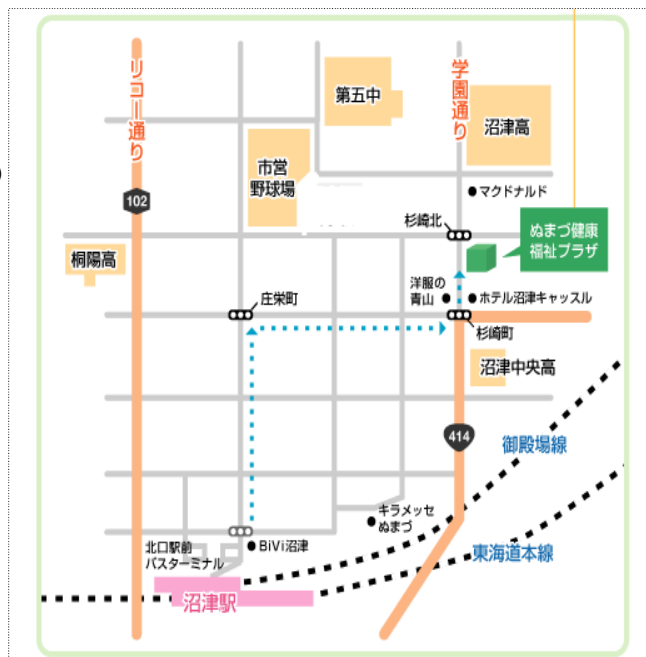 リコー通り
学園通り
第五中
沼津高
市営
野球場
マクドナルド
102
杉崎北
ぬまづ健康
福祉プラザ
桐陽高
洋服の
青山
ホテル沼津キャッスル
庄栄町
杉崎町
沼津中央高
414
御殿場線
キラメッセ
ぬまづ
北口駅前
バスターミナル
BiVi沼津
東海道本線
沼津駅